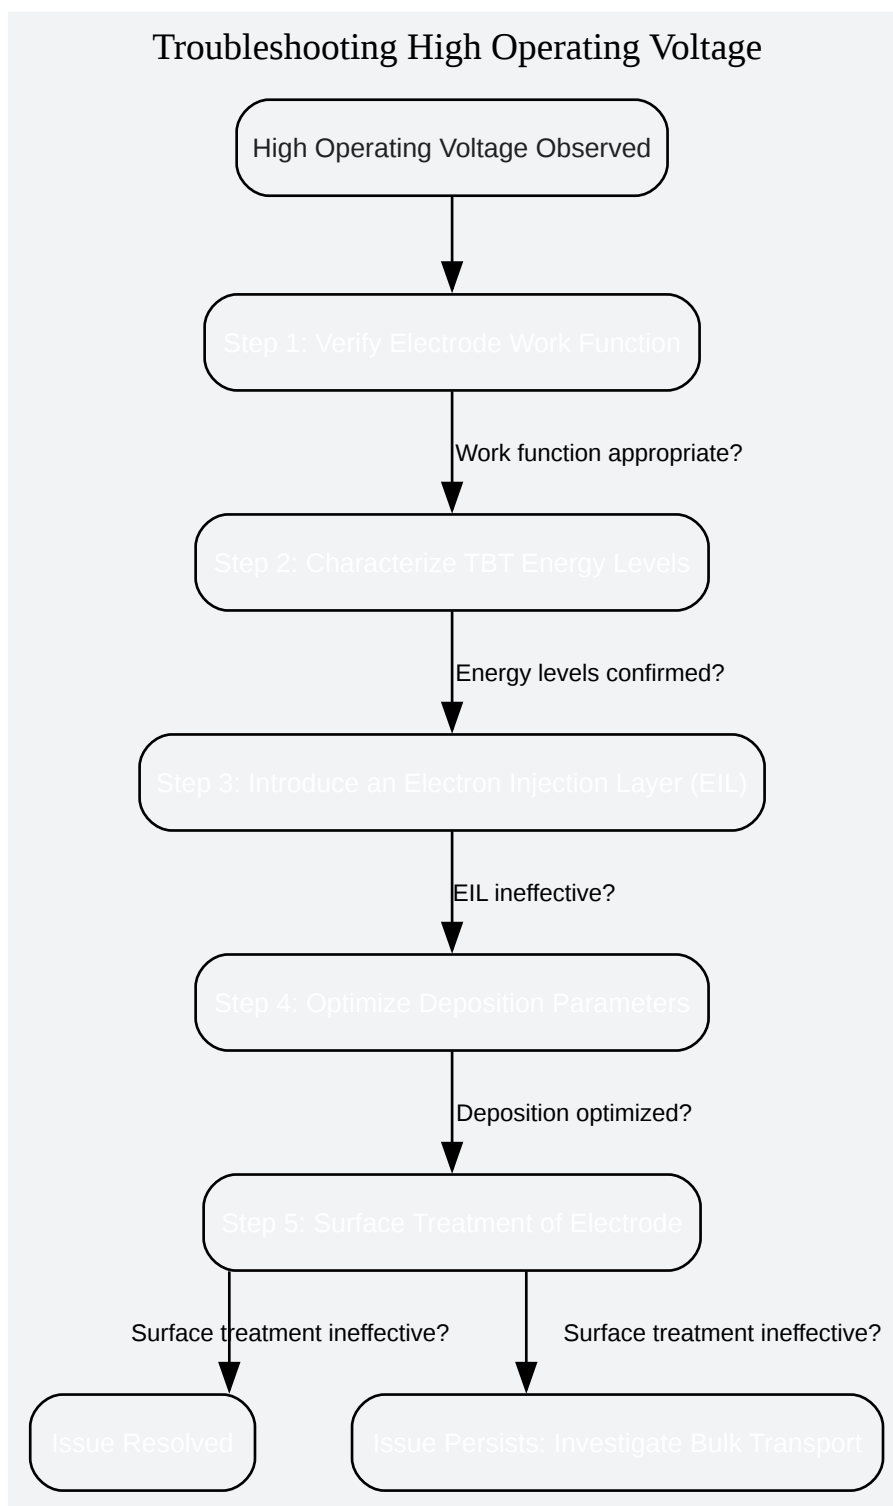 Troubleshooting High Operating Voltage
High Operating Voltage Observed
Step 1: Verify Electrode Work Function
Work function appropriate?
Step 2: Characterize TBT Energy Levels
Energy levels confirmed?
Step 3: Introduce an Electron Injection Layer (EIL)
EIL ineffective?
Step 4: Optimize Deposition Parameters
Deposition optimized?
Step 5: Surface Treatment of Electrode
Surface treatment ineffective?
Surface treatment ineffective?
Issue Resolved
Issue Persists: Investigate Bulk Transport